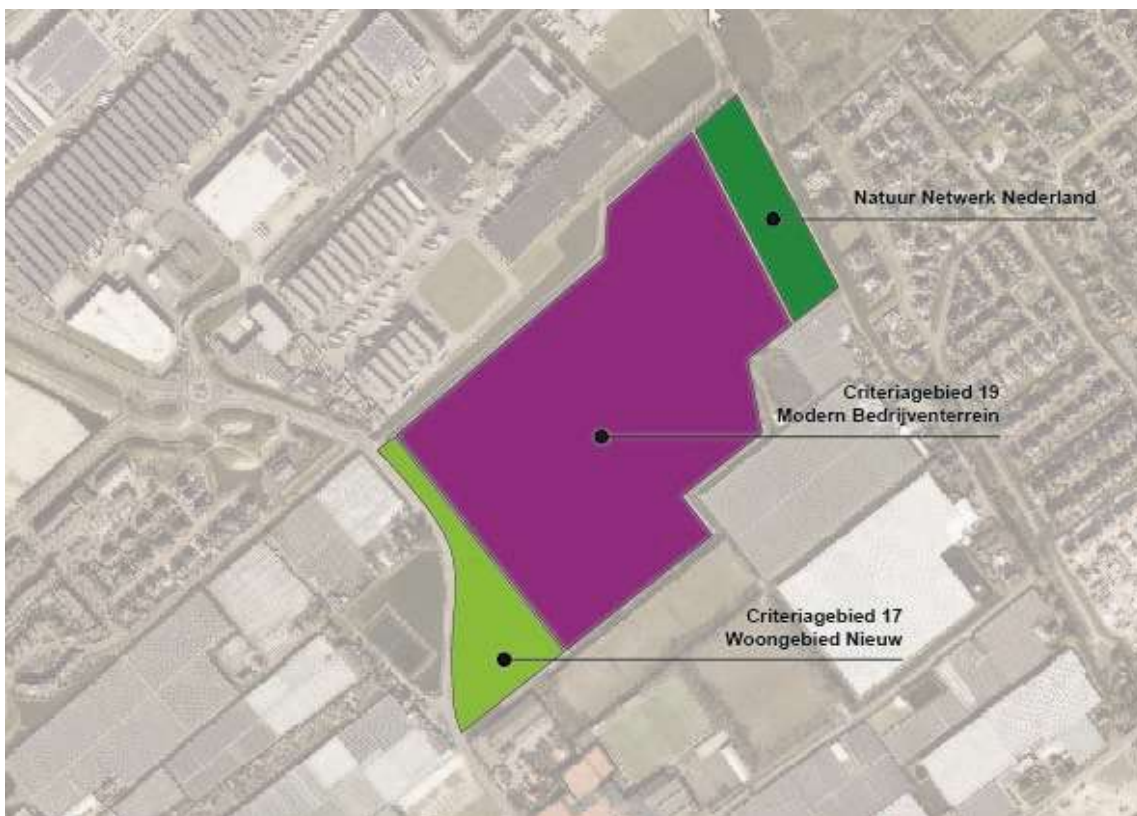 Natuur Netwerk Nederland
Criteriagebied 19
Modern Bedrijventerrein
Criteriagebied 17
Woongebied Nieuw